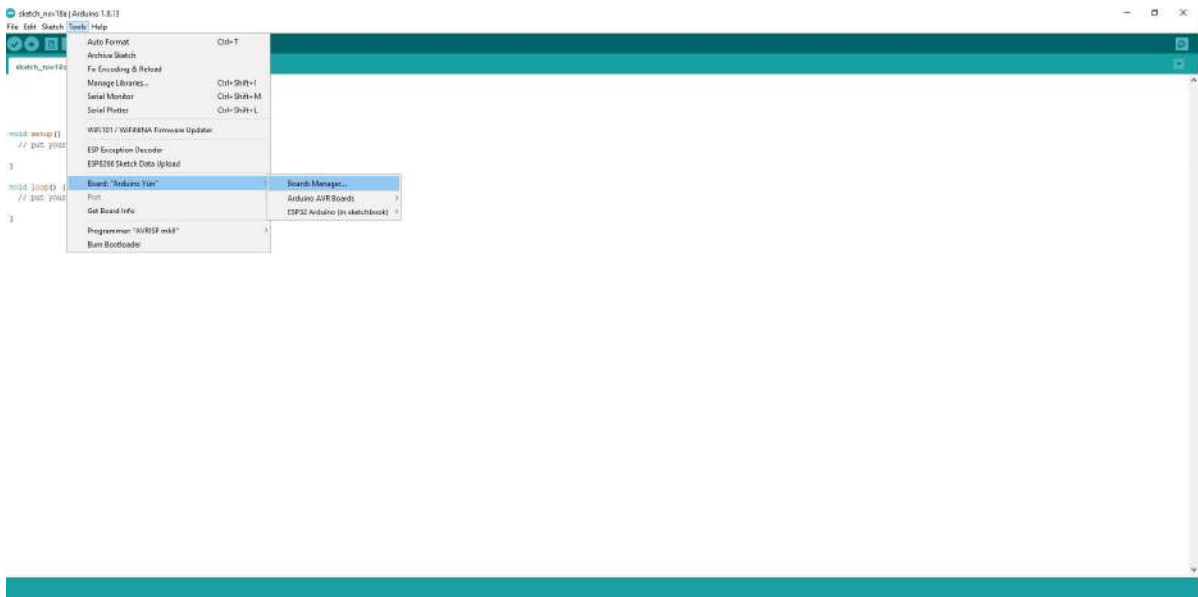 sketch_nov18a | Arduino 1.8.13
File Edit Sketch Tools Help
sketch_nov18a
Auto Format Ctrl+T
Archive Sketch
Fix Encoding & Reload
Manage Libraries... Ctrl+Shift+I
Serial Monitor Ctrl+Shift+M
Serial Plotter Ctrl+Shift+L
WiFi101 / WiFiNINA Firmware Updater
ESP Exception Decoder
ESP8266 Sketch Data Upload
Board: "Arduino Yún"
Port
Get Board Info
Programmer: "AVRISP mkII"
Burn Bootloader
Boards Manager...
Arduino AVR Boards
ESP32 Arduino (in sketchbook)
void setup() {
// put your
}
void loop() {
// put your
}